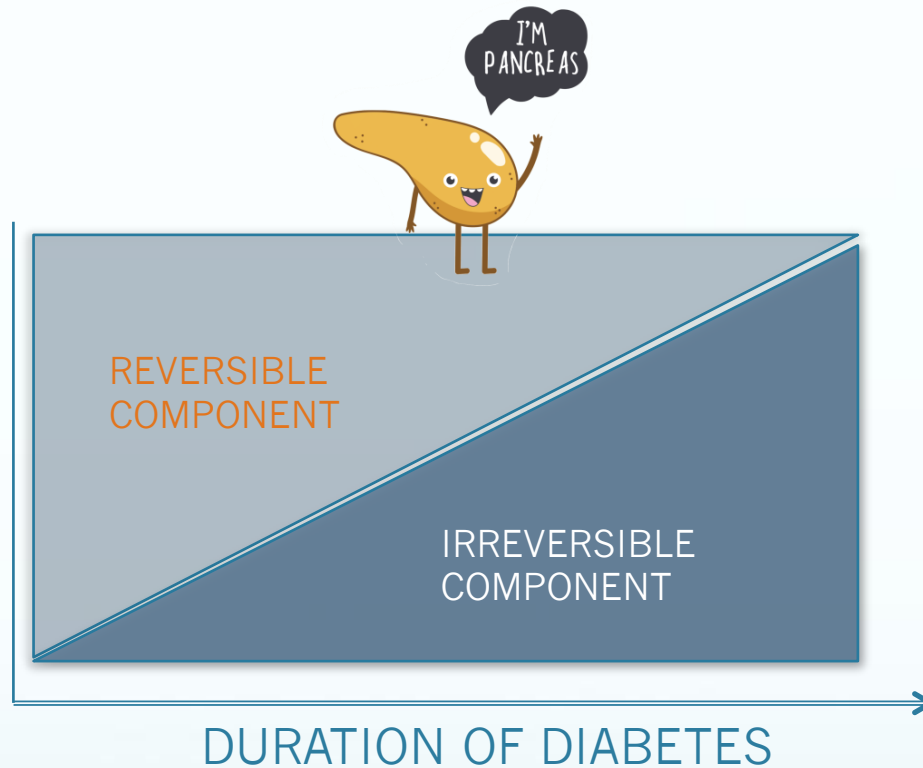 I'M
PANCREAS
REVERSIBLE
COMPONENT
IRREVERSIBLE
COMPONENT
DURATION OF DIABETES